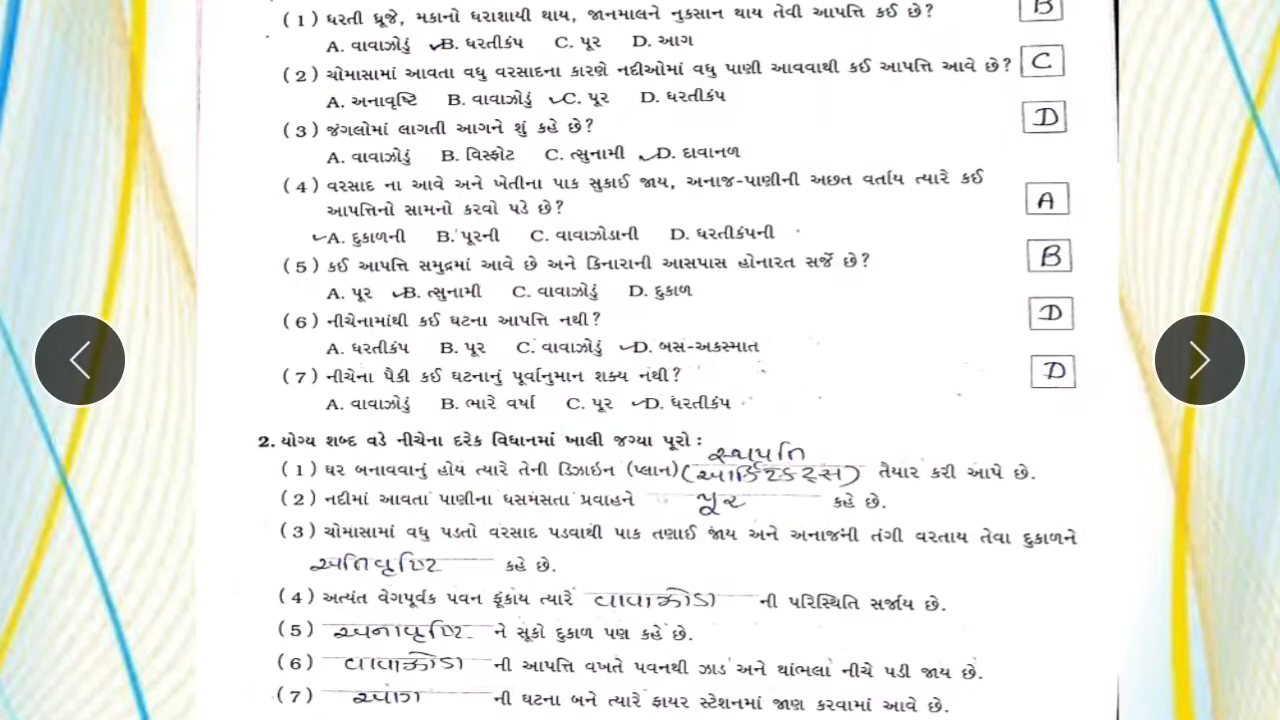 (1) ધરતી ધ્રૂજે, મકાનો ધરાશાયી થાય, જાનમાલને નુકસાન થાય તેવી આપત્તિ કઈ છે? B
A. વાવાઝોડું ✓B. ધરતીકંપ C. પૂર D. આગ
(2) ચોમાસામાં આવતા વધુ વરસાદના કારણે નદીઓમાં વધુ પાણી આવવાથી કઈ આપત્તિ આવે છે? C
A. અનાવૃષ્ટિ B. વાવાઝોડું ✓C. પૂર D. ધરતીકંપ
(3) જંગલોમાં લાગતી આગને શું કહે છે? D
A. વાવાઝોડું B. વિસ્ફોટ C. ત્સુનામી ✓D. દાવાનળ
(4) વરસાદ ના આવે અને ખેતીના પાક સુકાઈ જાય, અનાજ-પાણીની અછત વર્તાય ત્યારે કઈ
આપત્તિનો સામનો કરવો પડે છે? A
✓A. દુકાળની B. પૂરની C. વાવાઝોડાની D. ધરતીકંપની
(5) કઈ આપત્તિ સમુદ્રમાં આવે છે અને કિનારાની આસપાસ હોનારત સર્જે છે? B
A. પૂર ✓B. ત્સુનામી C. વાવાઝોડું D. દુકાળ
(6) નીચેનામાંથી કઈ ઘટના આપત્તિ નથી? D
A. ધરતીકંપ B. પૂર C. વાવાઝોડું ✓D. બસ-અકસ્માત
(7) નીચેના પૈકી કઈ ઘટનાનું પૂર્વાનુમાન શક્ય નથી? D
A. વાવાઝોડું B. ભારે વર્ષા C. પૂર ✓D. ધરતીકંપ
2. યોગ્ય શબ્દ વડે નીચેના દરેક વિધાનમાં ખાલી જગ્યા પૂરો :
સ્થપતિ
(1) ઘર બનાવવાનું હોય ત્યારે તેની ડિઝાઇન (પ્લાન) (આર્કિટેક્ટ્સ) તૈયાર કરી આપે છે.
(2) નદીમાં આવતા પાણીના ધસમસતા પ્રવાહને પૂર કહે છે.
(3) ચોમાસામાં વધુ પડતો વરસાદ પડવાથી પાક તણાઈ જાય અને અનાજની તંગી વરતાય તેવા દુકાળને
અતિવૃષ્ટિ કહે છે.
(4) અત્યંત વેગપૂર્વક પવન ફૂંકાય ત્યારે વાવાઝોડા ની પરિસ્થિતિ સર્જાય છે.
(5) અનાવૃષ્ટિ ને સૂકો દુકાળ પણ કહે છે.
(6) વાવાઝોડા ની આપત્તિ વખતે પવનથી ઝાડ અને થાંભલા નીચે પડી જાય છે.
(7) આગ ની ઘટના બને ત્યારે ફાયર સ્ટેશનમાં જાણ કરવામાં આવે છે.